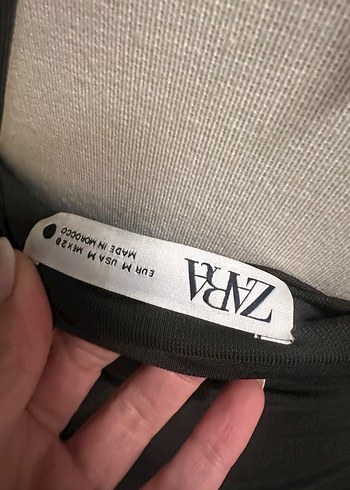 ZARA
EUR M USA M MEX 28
MADE IN MOROCCO